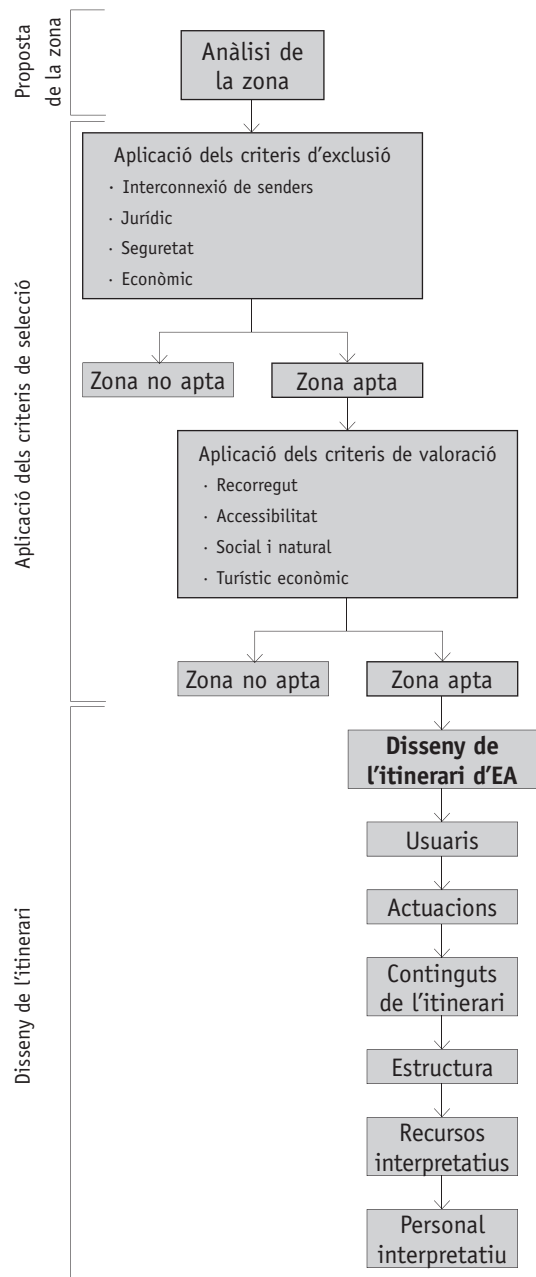 Proposta
de la zona
Anàlisi de
la zona
Aplicació dels criteris de selecció
Aplicació dels criteris d'exclusió
· Interconnexió de senders
· Jurídic
· Seguretat
· Econòmic
Zona no apta
Zona apta
Aplicació dels criteris de valoració
· Recorregut
· Accessibilitat
· Social i natural
· Turístic econòmic
Zona no apta
Zona apta
Disseny de l'itinerari
Disseny de
l'itinerari d'EA
Usuaris
Actuacions
Continguts
de l'itinerari
Estructura
Recursos
interpretatius
Personal
interpretatiu